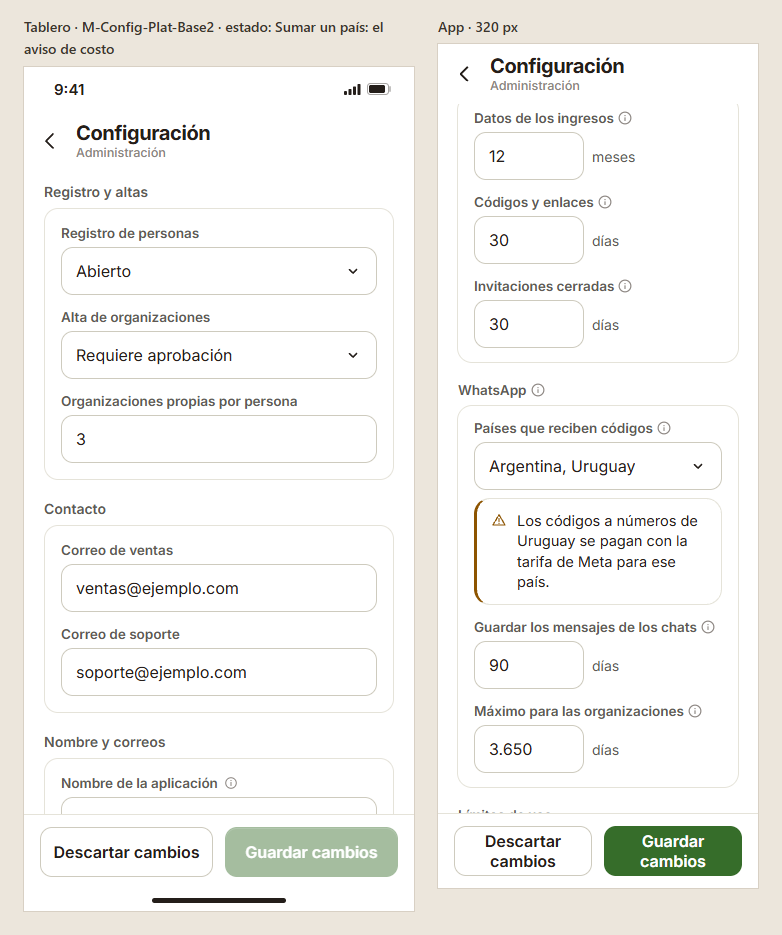 Tablero · M-Config-Plat-Base2 · estado: Sumar un país: el
aviso de costo
9:41
Configuración
Administración
Registro y altas
Registro de personas
Abierto
Alta de organizaciones
Requiere aprobación
Organizaciones propias por persona
3
Contacto
Correo de ventas
ventas@ejemplo.com
Correo de soporte
soporte@ejemplo.com
Nombre y correos
Nombre de la aplicación
Descartar cambios
Guardar cambios
App · 320 px
Configuración
Administración
Datos de los ingresos
12 meses
Códigos y enlaces
30 días
Invitaciones cerradas
30 días
WhatsApp
Países que reciben códigos
Argentina, Uruguay
Los códigos a números de
Uruguay se pagan con la
tarifa de Meta para ese
país.
Guardar los mensajes de los chats
90 días
Máximo para las organizaciones
3.650 días
Descartar
cambios
Guardar
cambios